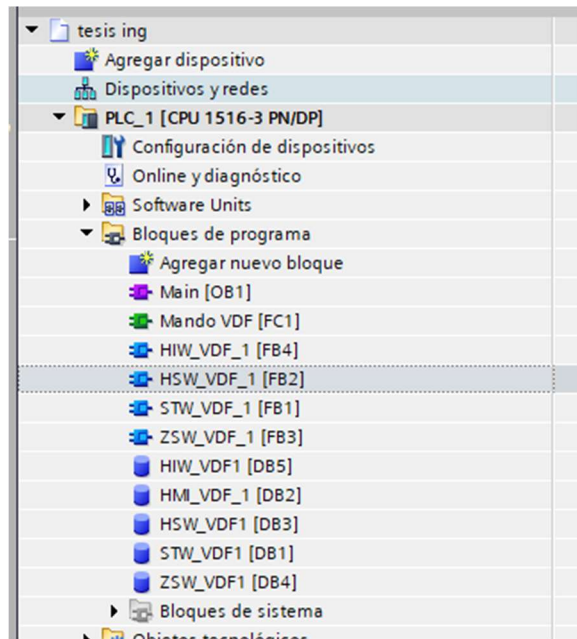 tesis ing
Agregar dispositivo
Dispositivos y redes
PLC_1 [CPU 1516-3 PN/DP]
Configuración de dispositivos
Online y diagnóstico
Software Units
Bloques de programa
Agregar nuevo bloque
Main [OB1]
Mando VDF [FC1]
HIW_VDF_1 [FB4]
HSW_VDF_1 [FB2]
STW_VDF_1 [FB1]
ZSW_VDF_1 [FB3]
HIW_VDF1 [DB5]
HMI_VDF_1 [DB2]
HSW_VDF1 [DB3]
STW_VDF1 [DB1]
ZSW_VDF1 [DB4]
Bloques de sistema
Objetos tecnológicos